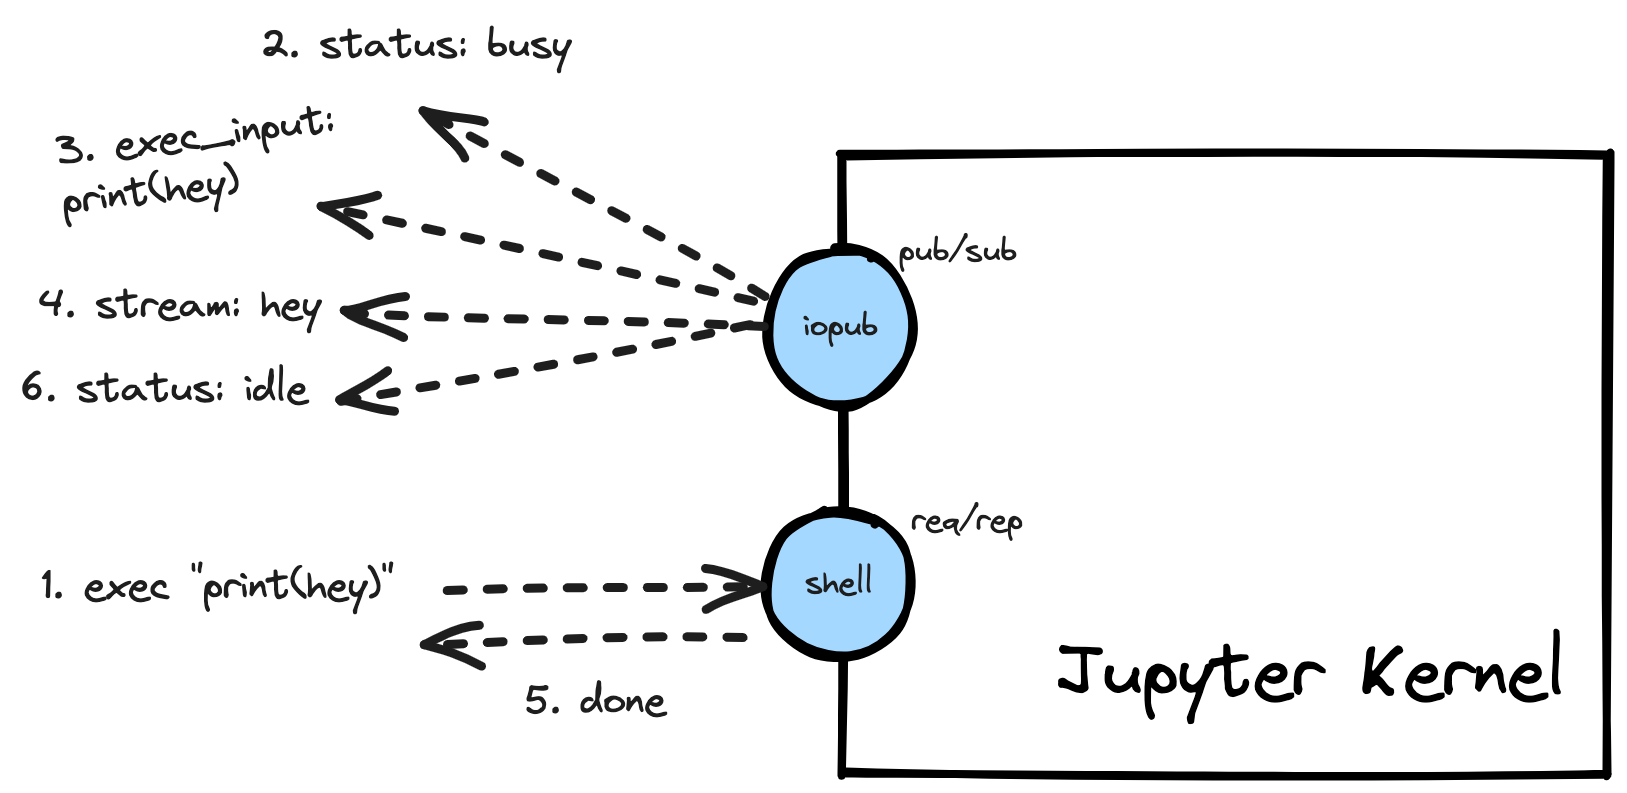 2. status: busy
3. exec_input:
print(hey)
pub/sub
4. stream: hey
iopub
6. status: idle
req/rep
1. exec "print(hey)"
shell
5. done
Jupyter Kernel